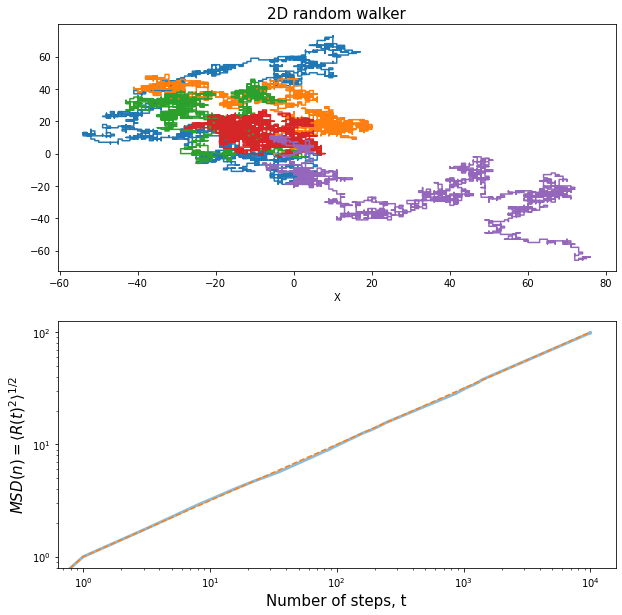 2D random walker
60
40
20
0
−20
−40
−60
−60 −40 −20 0 20 40 60 80
X
10²
10¹
10⁰
MSD(n) = ⟨R(t)²⟩^{1/2}
10⁰ 10¹ 10² 10³ 10⁴
Number of steps, t